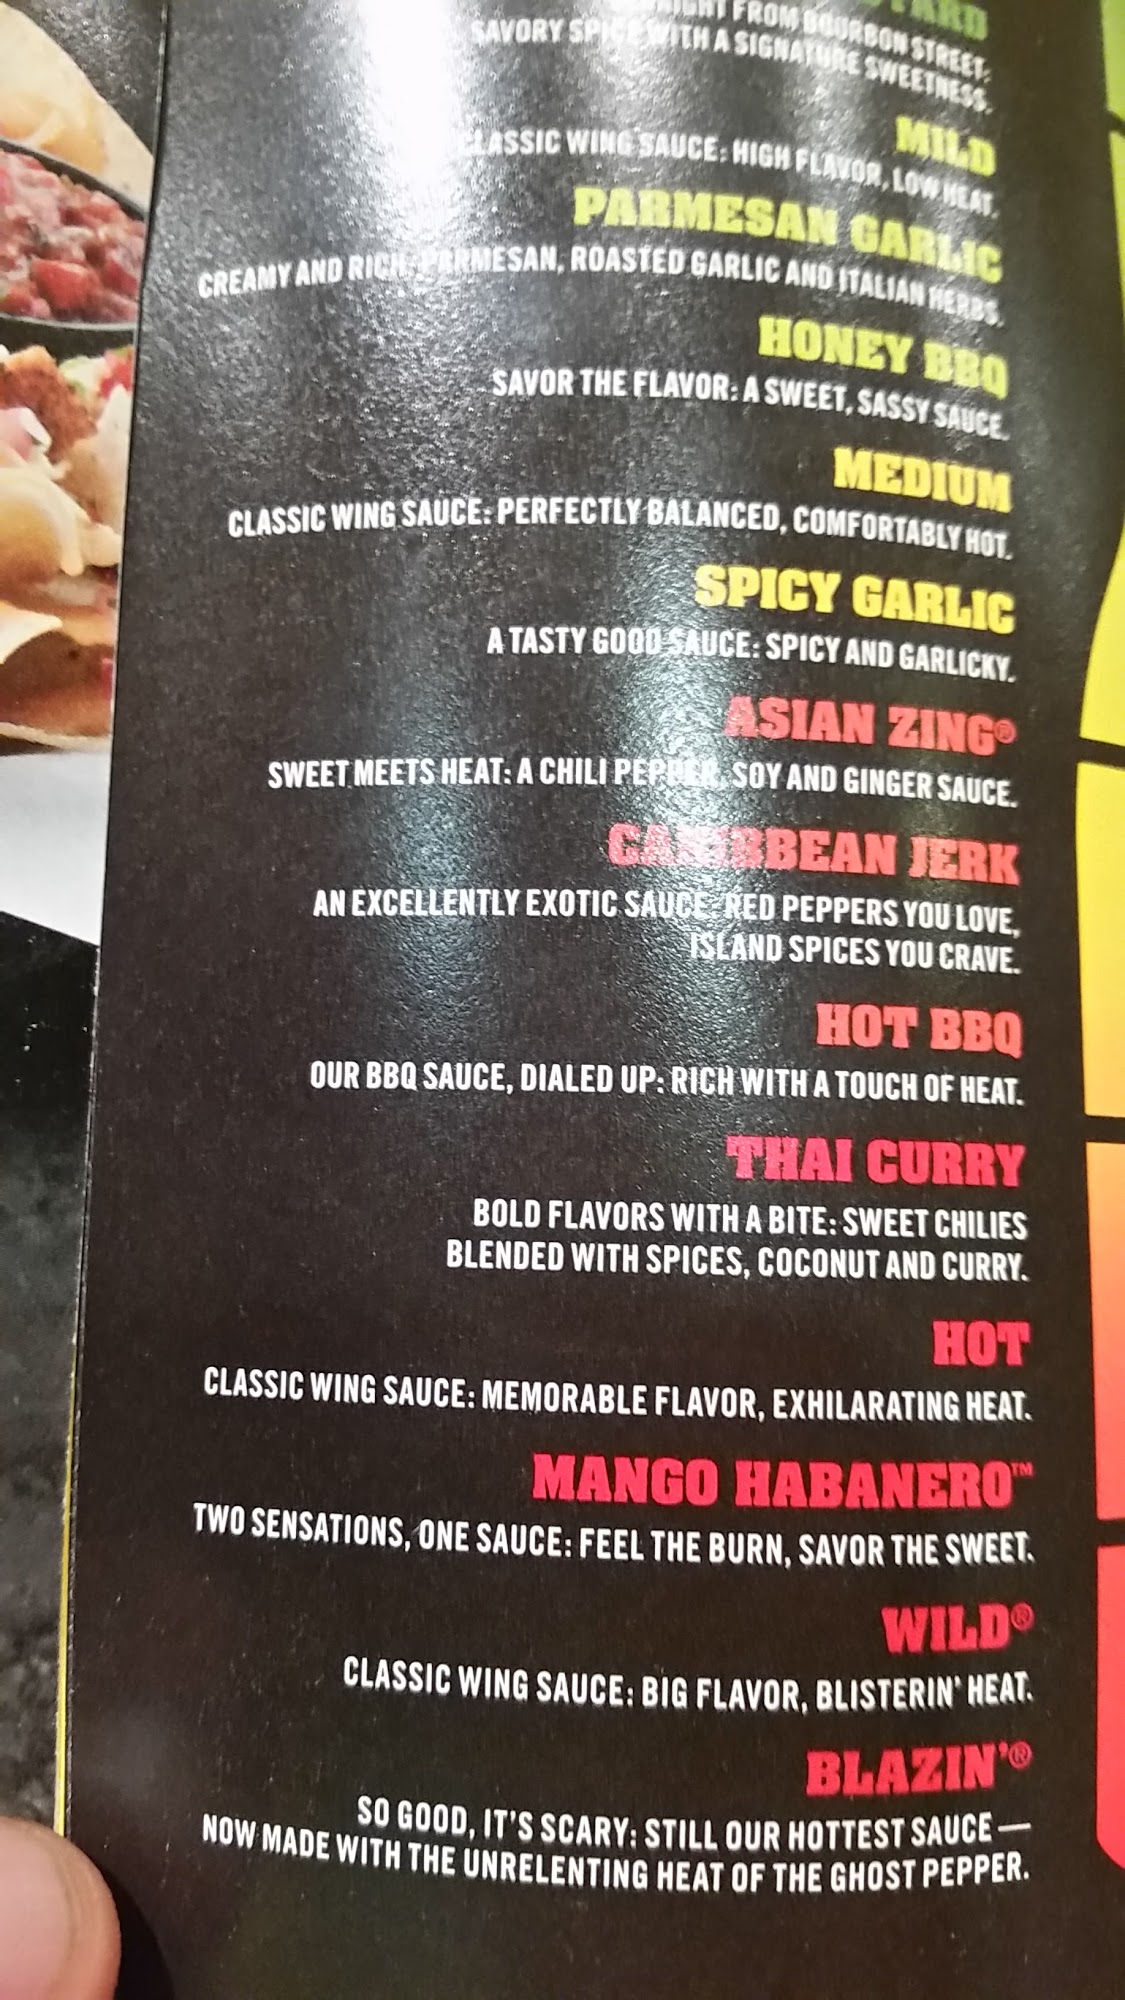 FROM BOURBON STREET:
SAVORY SPICE WITH A SIGNATURE SWEETNESS.
MILD
CLASSIC WING SAUCE: HIGH FLAVOR, LOW HEAT.
PARMESAN GARLIC
CREAMY AND RICH: PARMESAN, ROASTED GARLIC AND ITALIAN HERBS.
HONEY BBQ
SAVOR THE FLAVOR: A SWEET, SASSY SAUCE.
MEDIUM
CLASSIC WING SAUCE: PERFECTLY BALANCED, COMFORTABLY HOT.
SPICY GARLIC
A TASTY GOOD SAUCE: SPICY AND GARLICKY.
ASIAN ZING®
SWEET MEETS HEAT: A CHILI PEPPER, SOY AND GINGER SAUCE.
CARIBBEAN JERK
AN EXCELLENTLY EXOTIC SAUCE: RED PEPPERS YOU LOVE,
ISLAND SPICES YOU CRAVE.
HOT BBQ
OUR BBQ SAUCE, DIALED UP: RICH WITH A TOUCH OF HEAT.
THAI CURRY
BOLD FLAVORS WITH A BITE: SWEET CHILIES
BLENDED WITH SPICES, COCONUT AND CURRY.
HOT
CLASSIC WING SAUCE: MEMORABLE FLAVOR, EXHILARATING HEAT.
MANGO HABANERO™
TWO SENSATIONS, ONE SAUCE: FEEL THE BURN, SAVOR THE SWEET.
WILD®
CLASSIC WING SAUCE: BIG FLAVOR, BLISTERIN' HEAT.
BLAZIN'®
SO GOOD, IT'S SCARY: STILL OUR HOTTEST SAUCE —
NOW MADE WITH THE UNRELENTING HEAT OF THE GHOST PEPPER.